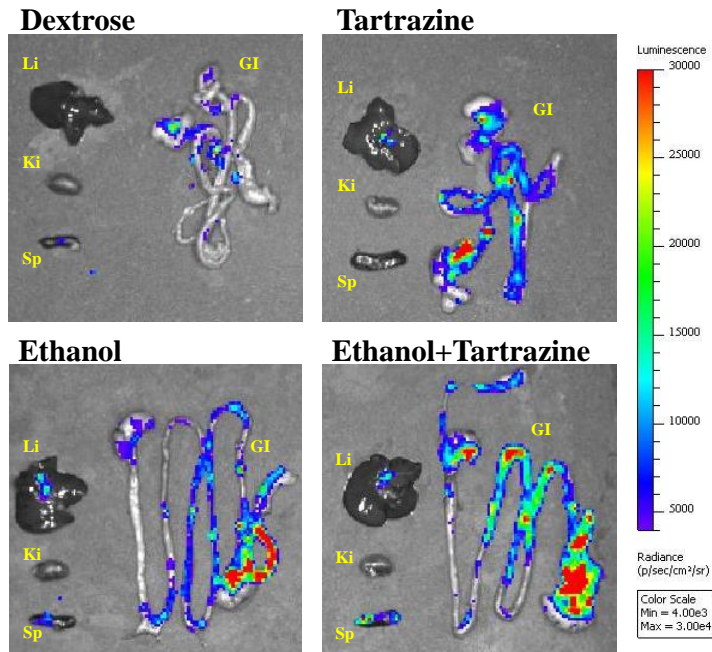 Dextrose
Li
GI
Ki
Sp
Tartrazine
Li
GI
Ki
Sp
Ethanol
Li
GI
Ki
Sp
Ethanol+Tartrazine
Li
GI
Ki
Sp
Luminescence
30000
25000
20000
15000
10000
5000
Radiance
(p/sec/cm²/sr)
Color Scale
Min = 4.00e3
Max = 3.00e4